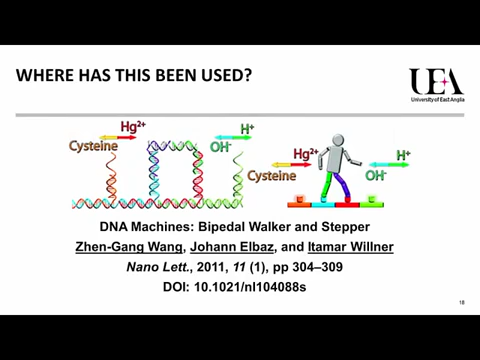 WHERE HAS THIS BEEN USED?
UEA
University of East Anglia
Hg2+
H+
Cysteine
OH-
Hg2+
H+
Cysteine
OH-
DNA Machines: Bipedal Walker and Stepper
Zhen-Gang Wang, Johann Elbaz, and Itamar Willner
Nano Lett., 2011, 11 (1), pp 304–309
DOI: 10.1021/nl104088s
18